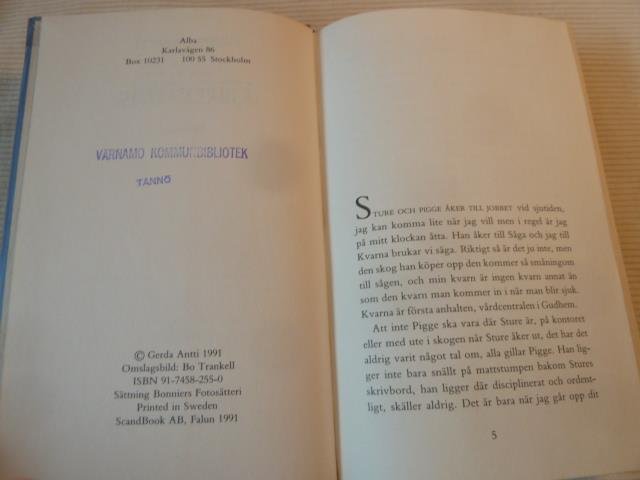 Alba
Karlavägen 86
Box 10231 100 55 Stockholm
VÄRNAMO KOMMUNBIBLIOTEK
TÅNNÖ
© Gerda Antti 1991
Omslagsbild: Bo Trankell
ISBN 91-7458-255-0
Sättning Bonniers Fotosätteri
Printed in Sweden
ScandBook AB, Falun 1991
STURE OCH PIGGE ÅKER TILL JOBBET vid sjutiden,
jag kan komma lite när jag vill men i regel är jag
på mitt klockan åtta. Han åker till Såga och jag till
Kvarna brukar vi säga. Riktigt så är det ju inte, men
den skog han köper opp den kommer så småningom
till sågen, och min kvarn är ingen kvarn annat än
som den kvarn man kommer in i när man blir sjuk.
Kvarna är första anhalten, vårdcentralen i Gudhem.
Att inte Pigge ska vara där Sture är, på kontoret
eller med ute i skogen när Sture åker ut, det har det
aldrig varit något tal om, alla gillar Pigge. Han lig-
ger inte bara snällt på mattstumpen bakom Stures
skrivbord, han ligger där disciplinerat och ordent-
ligt, skäller aldrig. Det är bara när jag går opp dit
5